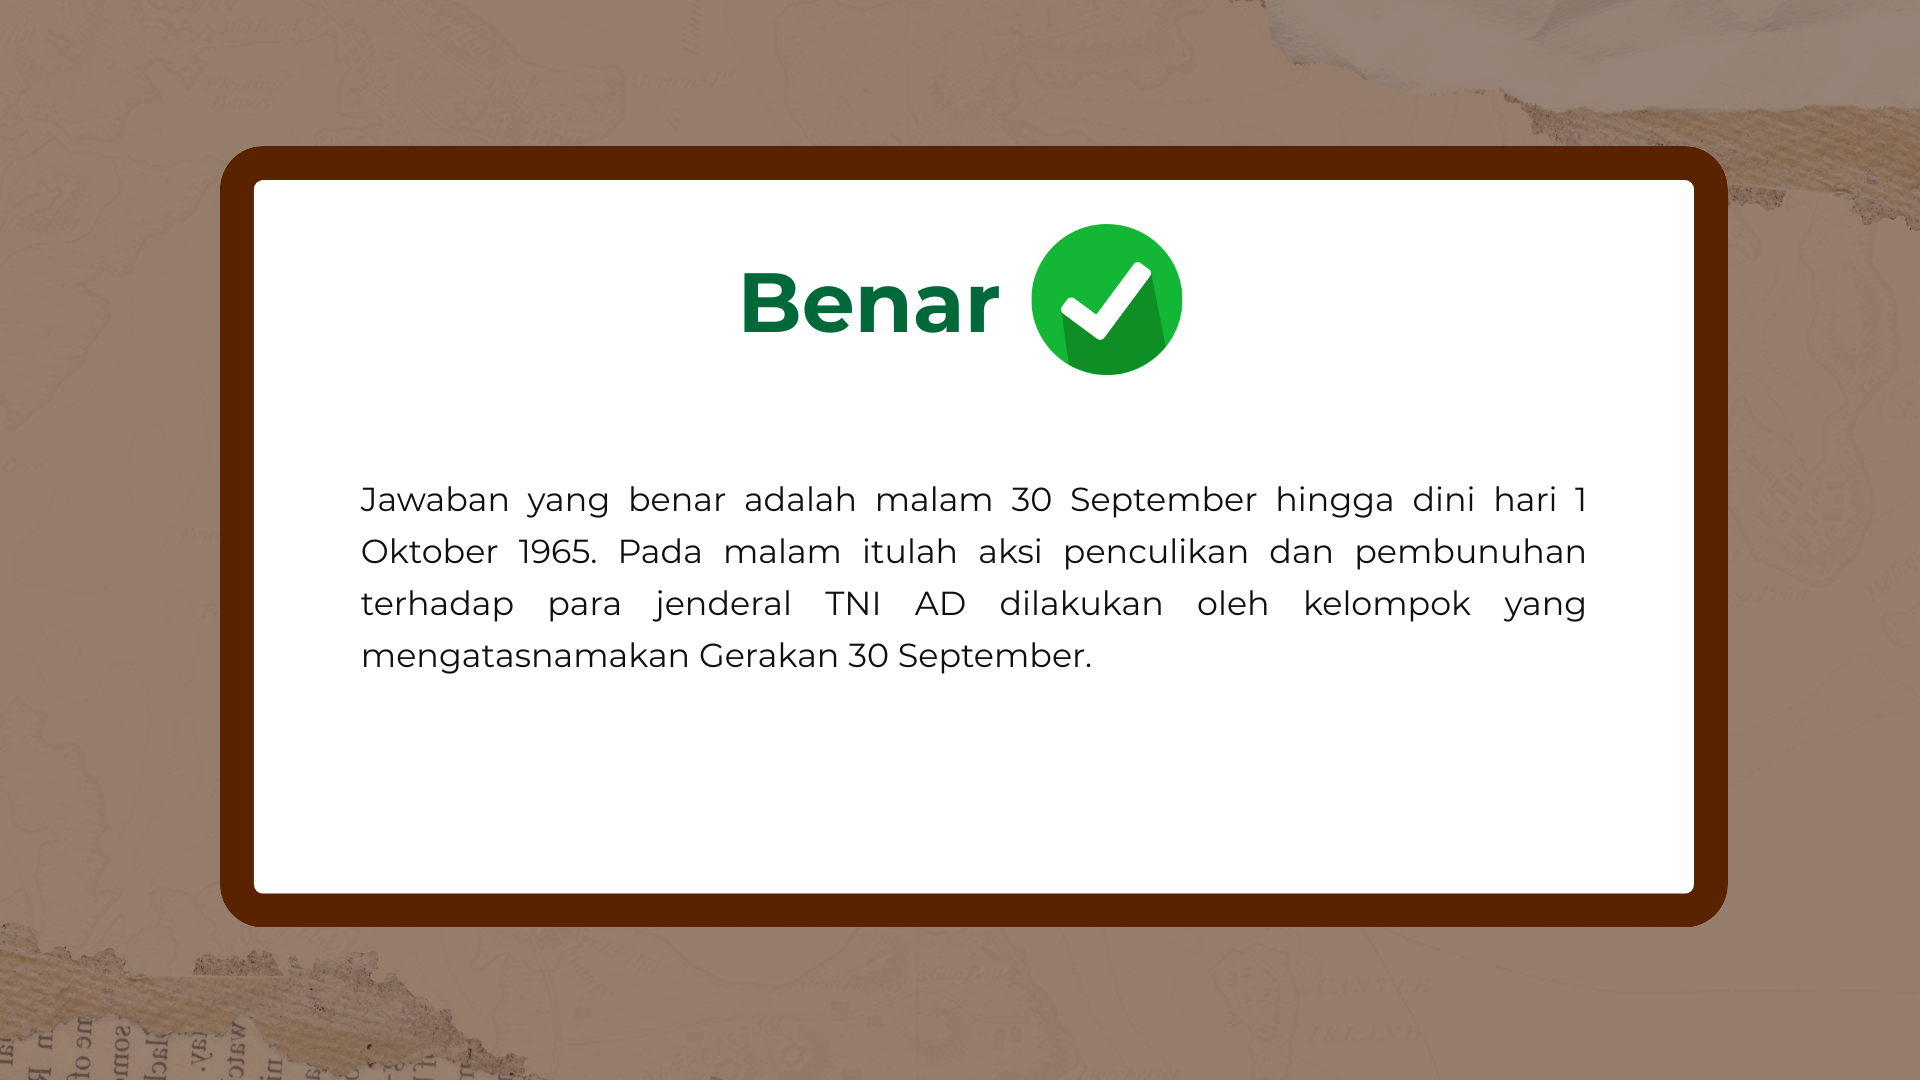 Benar
Jawaban yang benar adalah malam 30 September hingga dini hari 1
Oktober 1965. Pada malam itulah aksi penculikan dan pembunuhan
terhadap para jenderal TNI AD dilakukan oleh kelompok yang
mengatasnamakan Gerakan 30 September.